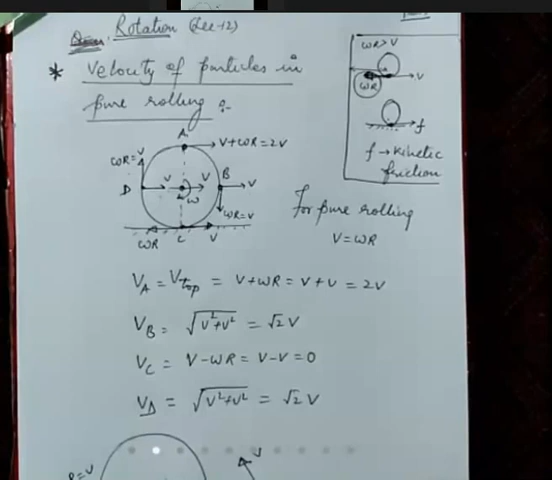 Rotation (Lec-12)
* Velocity of particles in
pure rolling :-
A
V+ωR=2V
ωR=V
V
V
B
V
D
ω
ωR=V
C
ωR
V
ωR>V
V
ωR
f
f → kinetic
friction
For pure rolling
V=ωR
V_A = V_top = V+ωR = V+V = 2V
V_B = √V²+V² = √2 V
V_C = V-ωR = V-V=0
V_D = √V²+V² = √2 V
V